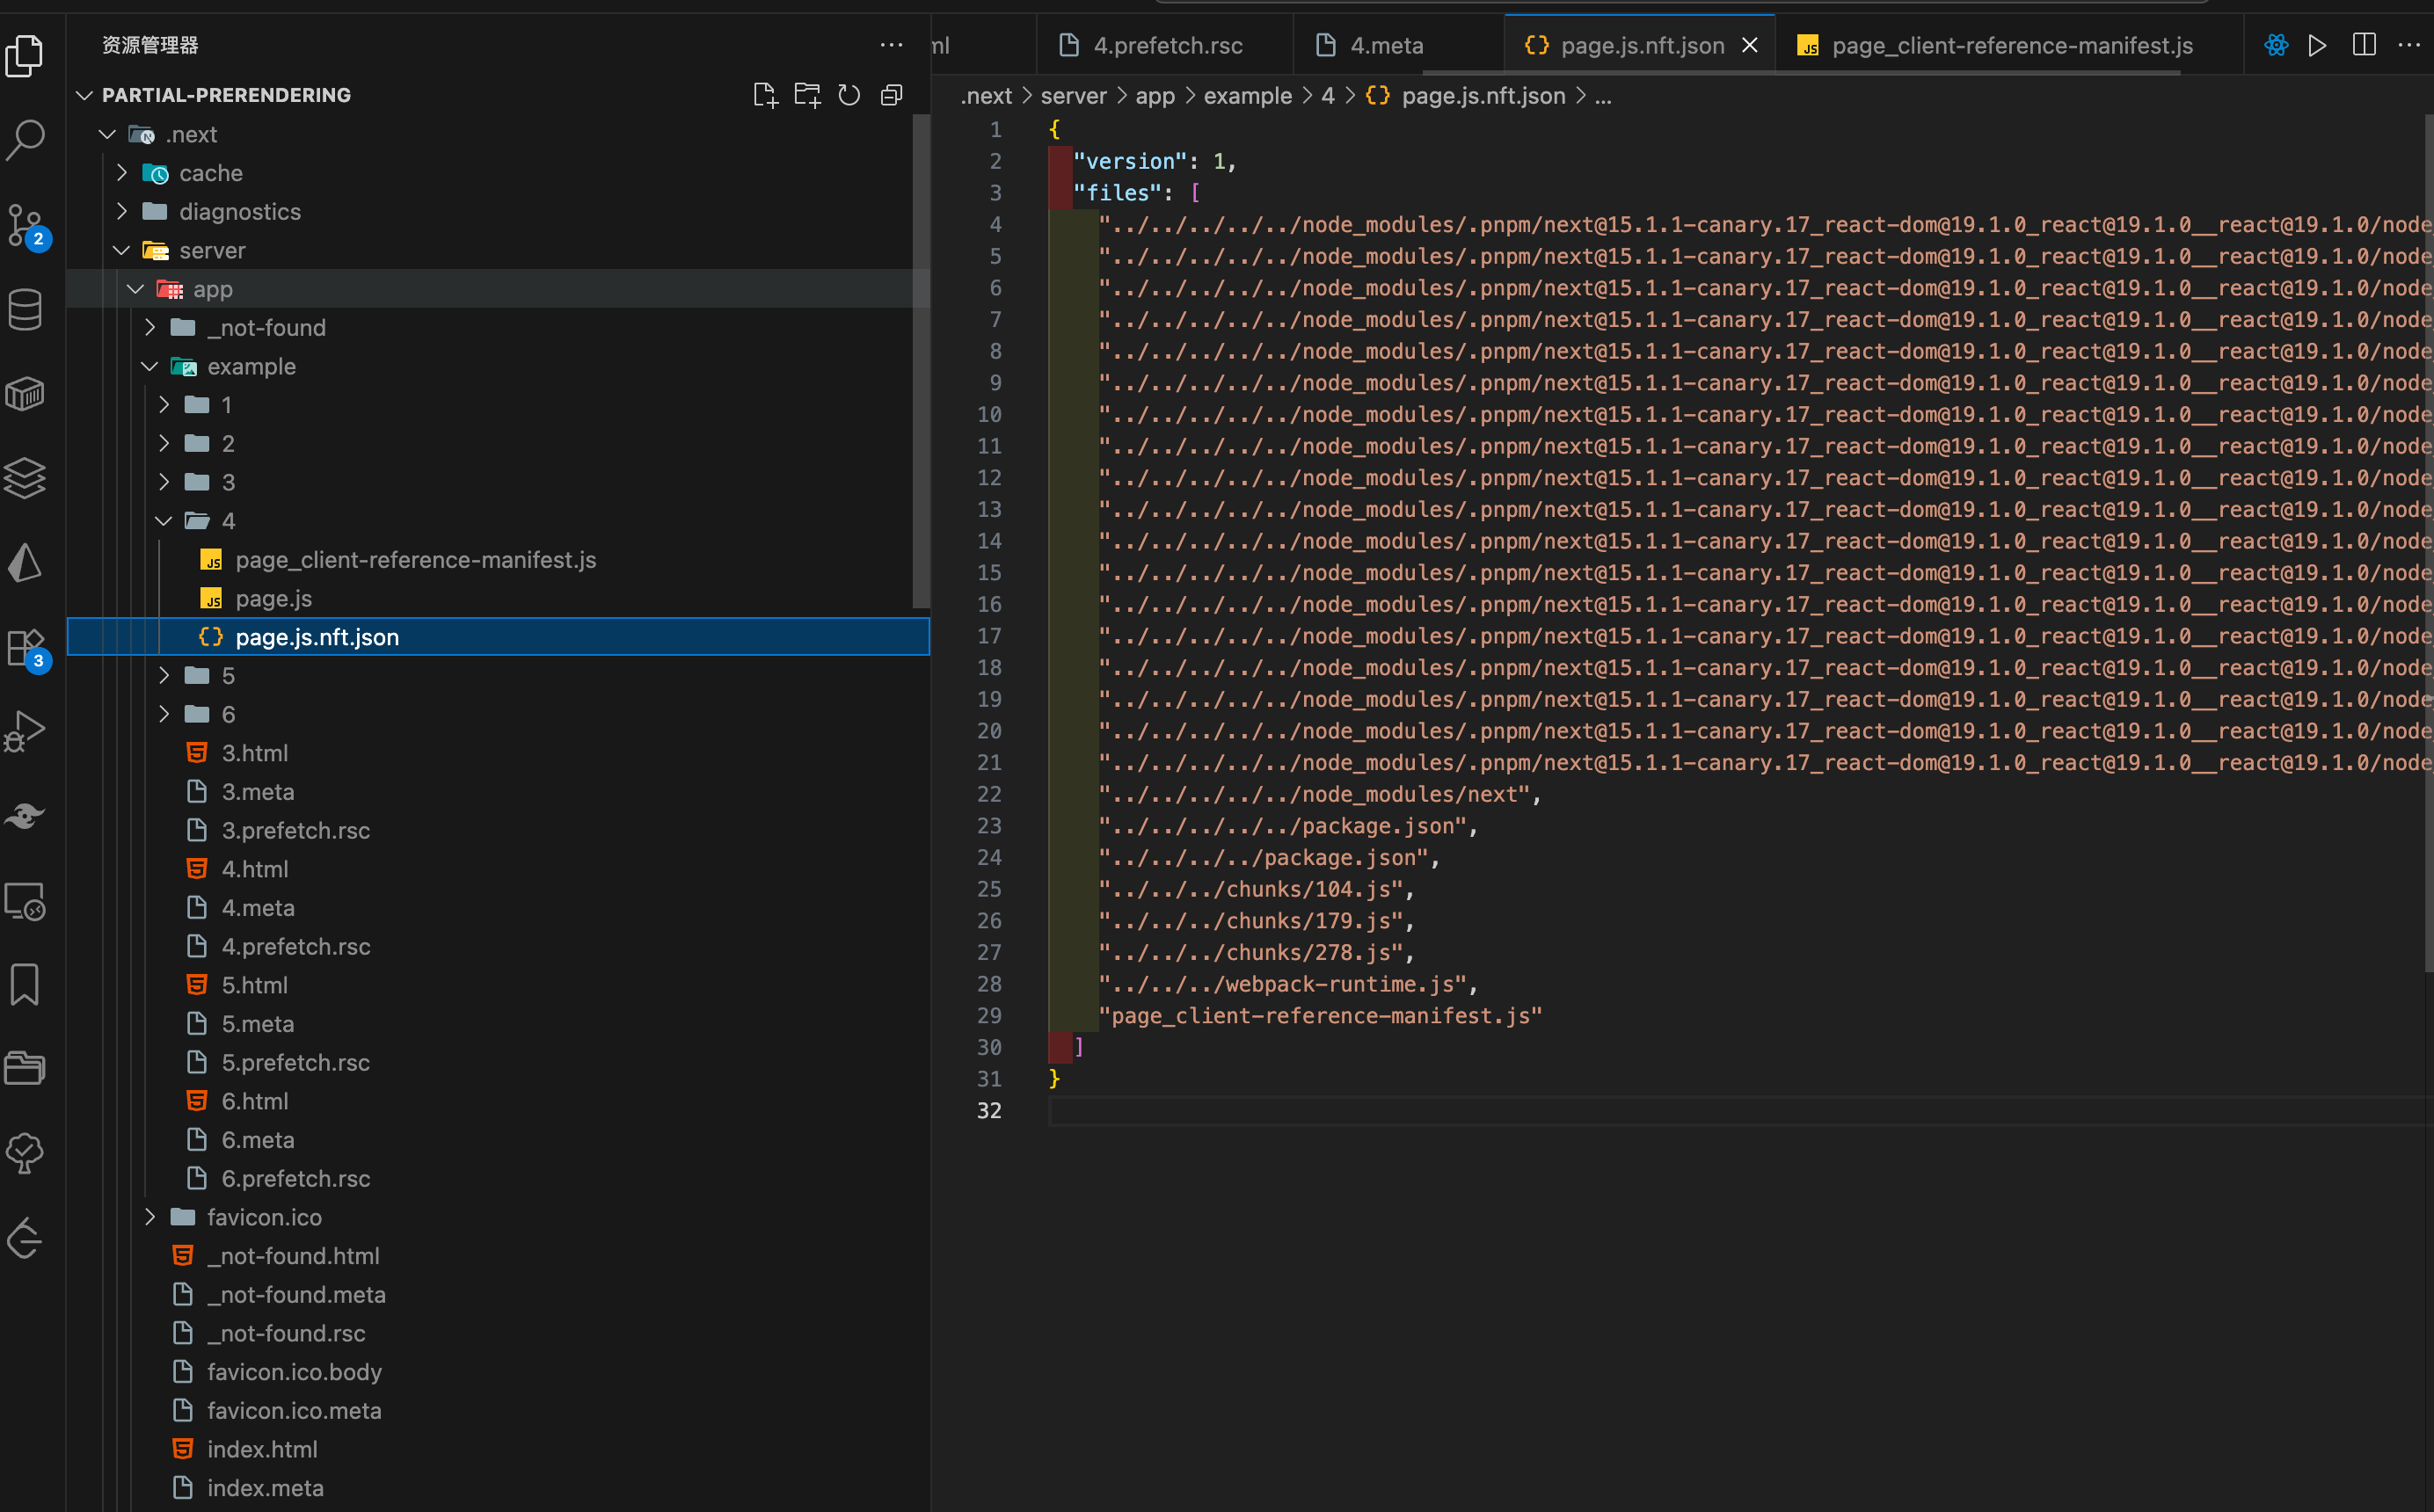 资源管理器
PARTIAL-PRERENDERING
.next
cache
diagnostics
server
app
_not-found
example
1
2
3
4
page_client-reference-manifest.js
page.js
page.js.nft.json
5
6
3.html
3.meta
3.prefetch.rsc
4.html
4.meta
4.prefetch.rsc
5.html
5.meta
5.prefetch.rsc
6.html
6.meta
6.prefetch.rsc
favicon.ico
_not-found.html
_not-found.meta
_not-found.rsc
favicon.ico.body
favicon.ico.meta
index.html
index.meta
2
3
ml
4.prefetch.rsc
4.meta
page.js.nft.json
page_client-reference-manifest.js
.next > server > app > example > 4 > {} page.js.nft.json > ...
1 {
2 "version": 1,
3 "files": [
4 "../../../../../node_modules/.pnpm/next@15.1.1-canary.17_react-dom@19.1.0_react@19.1.0__react@19.1.0/node_
5 "../../../../../node_modules/.pnpm/next@15.1.1-canary.17_react-dom@19.1.0_react@19.1.0__react@19.1.0/node_
6 "../../../../../node_modules/.pnpm/next@15.1.1-canary.17_react-dom@19.1.0_react@19.1.0__react@19.1.0/node_
7 "../../../../../node_modules/.pnpm/next@15.1.1-canary.17_react-dom@19.1.0_react@19.1.0__react@19.1.0/node_
8 "../../../../../node_modules/.pnpm/next@15.1.1-canary.17_react-dom@19.1.0_react@19.1.0__react@19.1.0/node_
9 "../../../../../node_modules/.pnpm/next@15.1.1-canary.17_react-dom@19.1.0_react@19.1.0__react@19.1.0/node_
10 "../../../../../node_modules/.pnpm/next@15.1.1-canary.17_react-dom@19.1.0_react@19.1.0__react@19.1.0/node_
11 "../../../../../node_modules/.pnpm/next@15.1.1-canary.17_react-dom@19.1.0_react@19.1.0__react@19.1.0/node_
12 "../../../../../node_modules/.pnpm/next@15.1.1-canary.17_react-dom@19.1.0_react@19.1.0__react@19.1.0/node_
13 "../../../../../node_modules/.pnpm/next@15.1.1-canary.17_react-dom@19.1.0_react@19.1.0__react@19.1.0/node_
14 "../../../../../node_modules/.pnpm/next@15.1.1-canary.17_react-dom@19.1.0_react@19.1.0__react@19.1.0/node_
15 "../../../../../node_modules/.pnpm/next@15.1.1-canary.17_react-dom@19.1.0_react@19.1.0__react@19.1.0/node_
16 "../../../../../node_modules/.pnpm/next@15.1.1-canary.17_react-dom@19.1.0_react@19.1.0__react@19.1.0/node_
17 "../../../../../node_modules/.pnpm/next@15.1.1-canary.17_react-dom@19.1.0_react@19.1.0__react@19.1.0/node_
18 "../../../../../node_modules/.pnpm/next@15.1.1-canary.17_react-dom@19.1.0_react@19.1.0__react@19.1.0/node_
19 "../../../../../node_modules/.pnpm/next@15.1.1-canary.17_react-dom@19.1.0_react@19.1.0__react@19.1.0/node_
20 "../../../../../node_modules/.pnpm/next@15.1.1-canary.17_react-dom@19.1.0_react@19.1.0__react@19.1.0/node_
21 "../../../../../node_modules/.pnpm/next@15.1.1-canary.17_react-dom@19.1.0_react@19.1.0__react@19.1.0/node_
22 "../../../../../node_modules/next",
23 "../../../../../package.json",
24 "../../../../package.json",
25 "../../../chunks/104.js",
26 "../../../chunks/179.js",
27 "../../../chunks/278.js",
28 "../../../webpack-runtime.js",
29 "page_client-reference-manifest.js"
30 ]
31 }
32